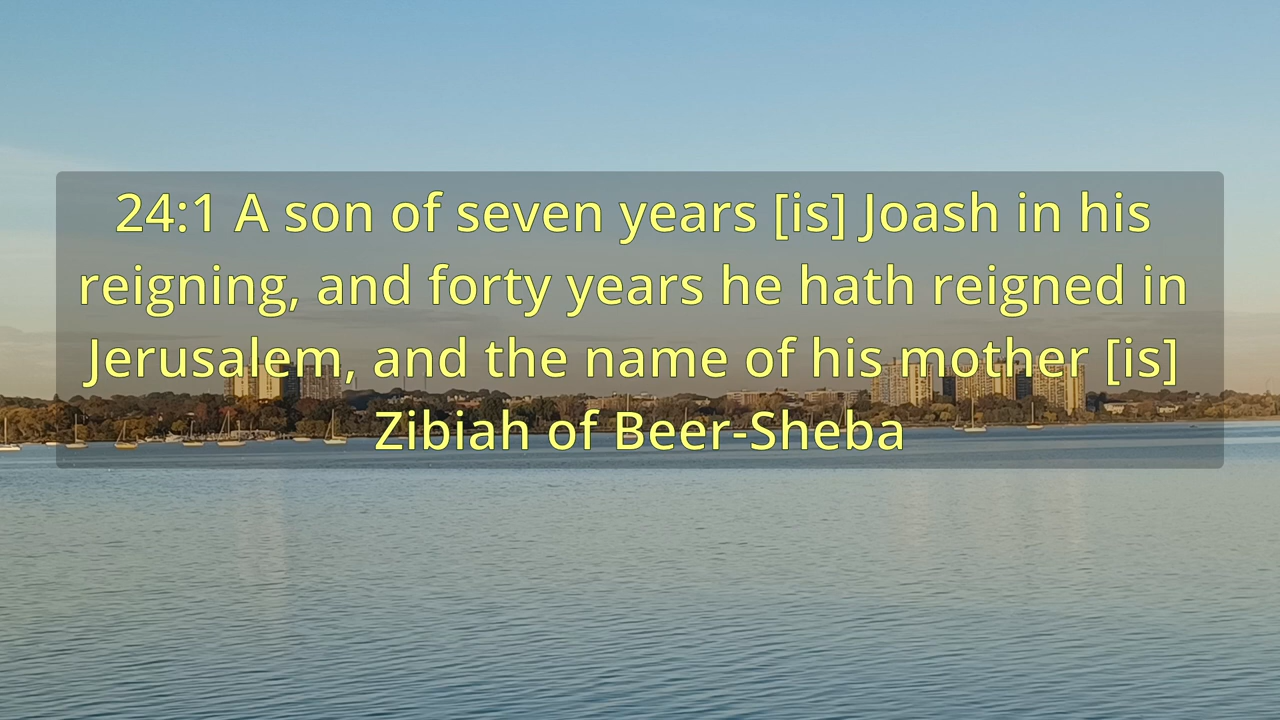 24:1 A son of seven years [is] Joash in his
reigning, and forty years he hath reigned in
Jerusalem, and the name of his mother [is]
Zibiah of Beer-Sheba